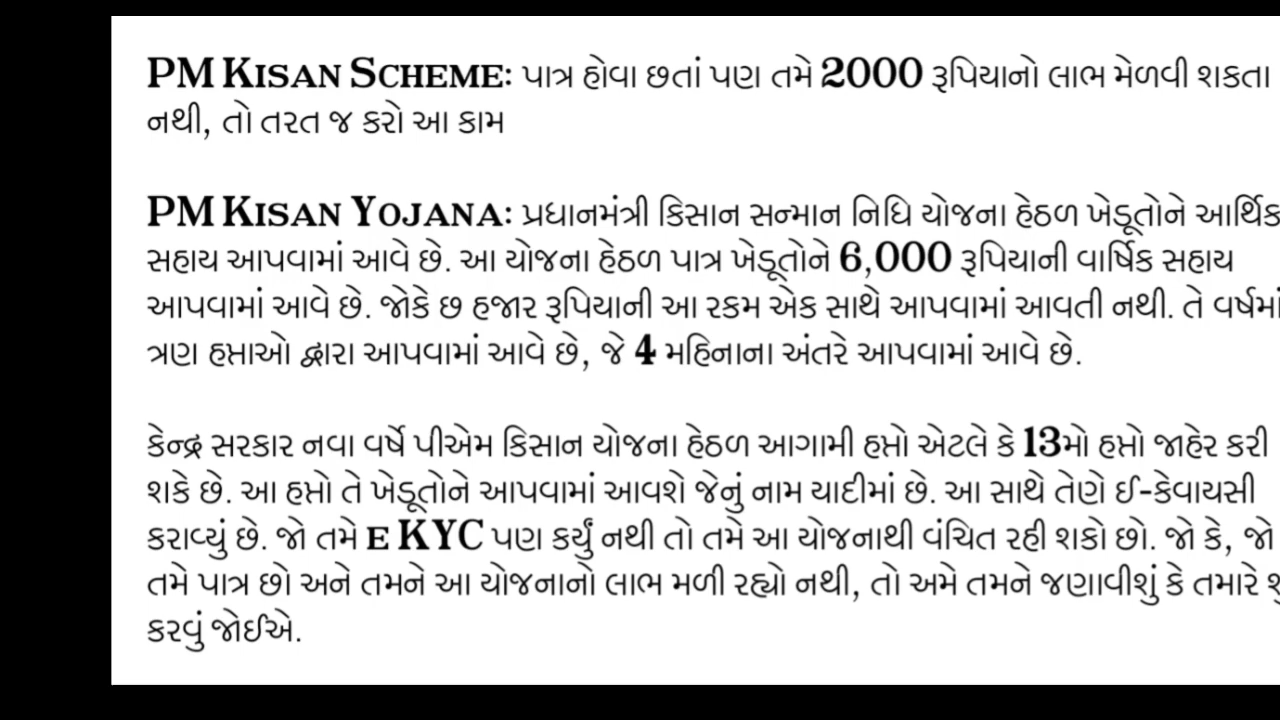 PM KISAN SCHEME: પાત્ર હોવા છતાં પણ તમે 2000 રૂપિયાનો લાભ મેળવી શકતા
નથી, તો તરત જ કરો આ કામ
PM KISAN YOJANA: પ્રધાનમંત્રી કિસાન સન્માન નિધિ યોજના હેઠળ ખેડૂતોને આર્થિક
સહાય આપવામાં આવે છે. આ યોજના હેઠળ પાત્ર ખેડૂતોને 6,000 રૂપિયાની વાર્ષિક સહાય
આપવામાં આવે છે. જોકે છ હજાર રૂપિયાની આ રકમ એક સાથે આપવામાં આવતી નથી. તે વર્ષમાં
ત્રણ હપ્તાઓ દ્વારા આપવામાં આવે છે, જે 4 મહિનાના અંતરે આપવામાં આવે છે.
કેન્દ્ર સરકાર નવા વર્ષે પીએમ કિસાન યોજના હેઠળ આગામી હપ્તો એટલે કે 13મો હપ્તો જાહેર કરી
શકે છે. આ હપ્તો તે ખેડૂતોને આપવામાં આવશે જેનું નામ યાદીમાં છે. આ સાથે તેણે ઈ-કેવાયસી
કરાવ્યું છે. જો તમે E KYC પણ કર્યું નથી તો તમે આ યોજનાથી વંચિત રહી શકો છો. જો કે, જો
તમે પાત્ર છો અને તમને આ યોજનાનો લાભ મળી રહ્યો નથી, તો અમે તમને જણાવીશું કે તમારે
કરવું જોઈએ.